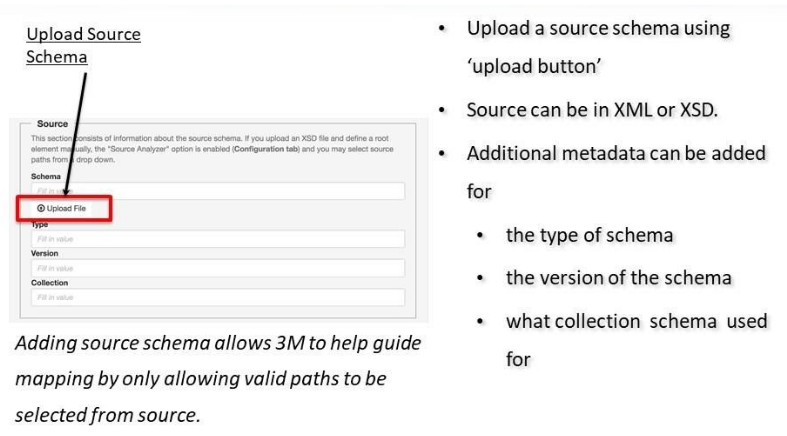 Upload Source
Schema
Source
This section consists of information about the source schema. If you upload an XSD file and define a root
element manually, the "Source Analyzer" option is enabled (Configuration tab) and you may select source
paths from a drop down.
Schema
Fill in value
Upload File
Type
Fill in value
Version
Fill in value
Collection
Fill in value
Adding source schema allows 3M to help guide
mapping by only allowing valid paths to be
selected from source.
• Upload a source schema using
‘upload button’
• Source can be in XML or XSD.
• Additional metadata can be added
for
• the type of schema
• the version of the schema
• what collection schema used
for